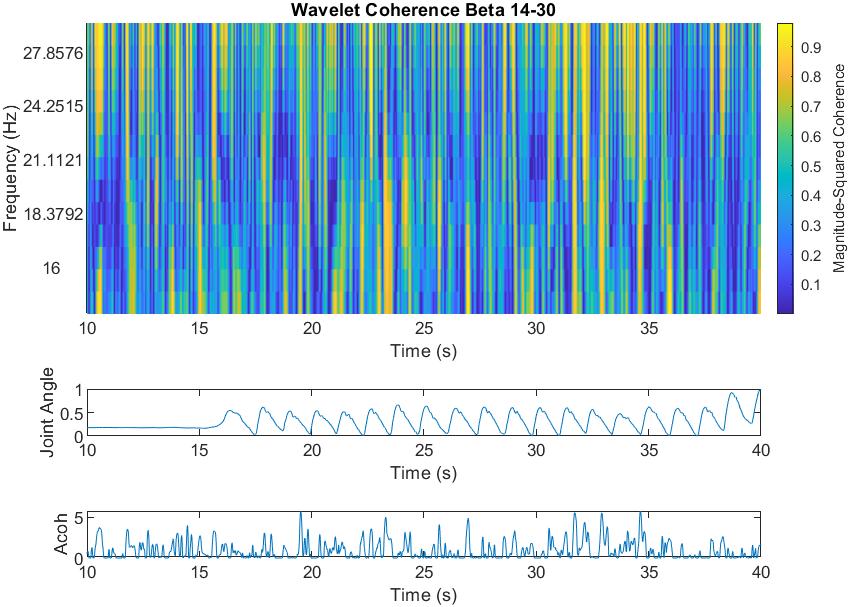 Wavelet Coherence Beta 14-30
Frequency (Hz)
27.8576
24.2515
21.1121
18.3792
16
10 15 20 25 30 35
Time (s)
0.9
0.8
0.7
0.6
0.5
0.4
0.3
0.2
0.1
Magnitude-Squared Coherence
Joint Angle
1
0.5
0
10 15 20 25 30 35 40
Time (s)
Acoh
5
0
10 15 20 25 30 35 40
Time (s)